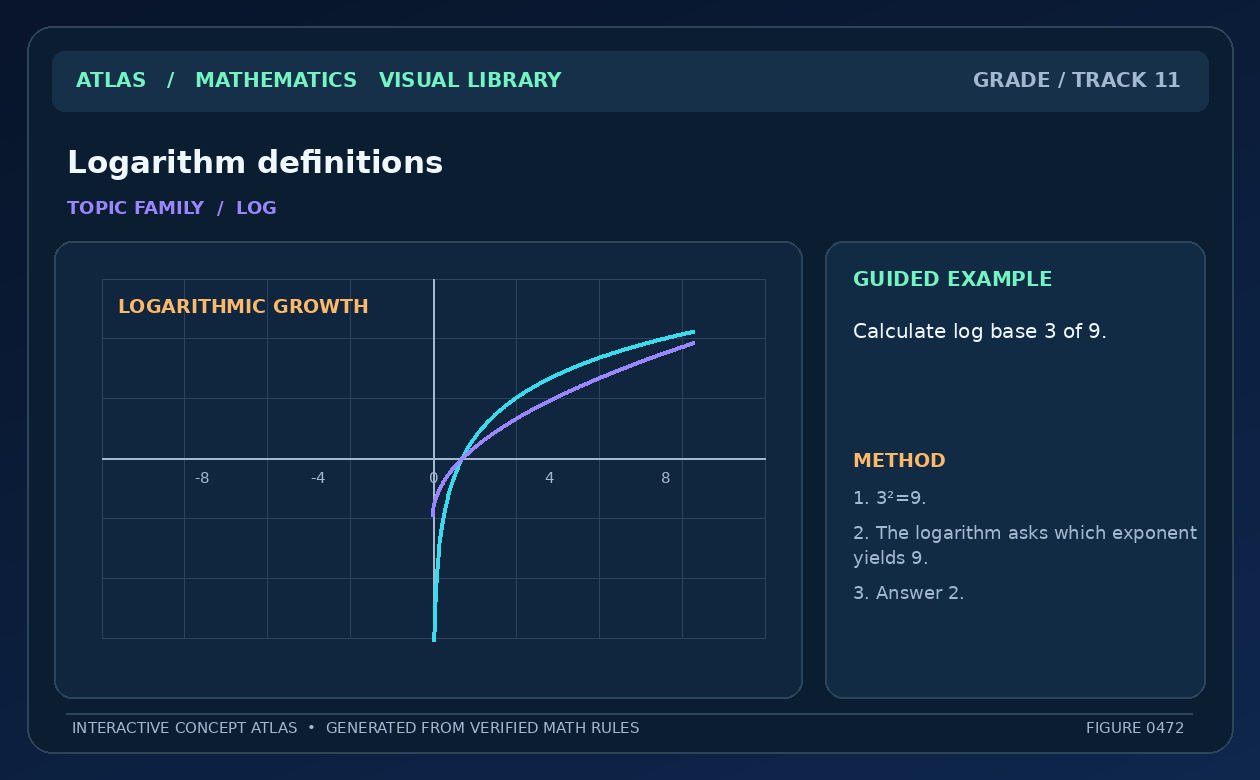 ATLAS / MATHEMATICS VISUAL LIBRARY
GRADE / TRACK 11
Logarithm definitions
TOPIC FAMILY / LOG
LOGARITHMIC GROWTH
-8 -4 0 4 8
GUIDED EXAMPLE
Calculate log base 3 of 9.
METHOD
1. 3²=9.
2. The logarithm asks which exponent
yields 9.
3. Answer 2.
INTERACTIVE CONCEPT ATLAS • GENERATED FROM VERIFIED MATH RULES
FIGURE 0472